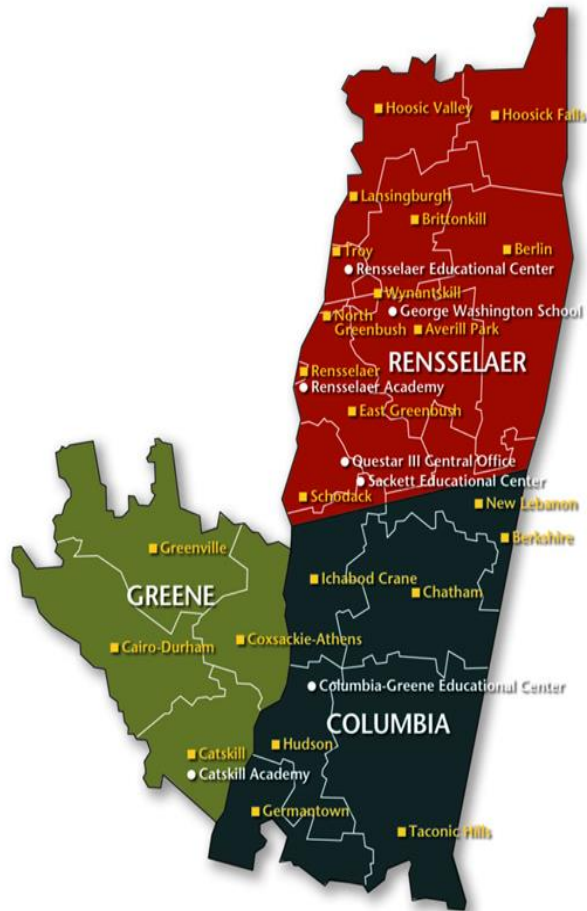 Hoosic Valley
Hoosick Falls
Lansingburgh
Brittonkill
Troy
Berlin
Rensselaer Educational Center
Wynantskill
George Washington School
North
Greenbush
Averill Park
RENSSELAER
Rensselaer
Rensselaer Academy
East Greenbush
Questar III Central Office
Sackett Educational Center
Schodack
New Lebanon
Berkshire
Greenville
Ichabod Crane
Chatham
GREENE
Coxsackie-Athens
Cairo-Durham
Columbia-Greene Educational Center
COLUMBIA
Hudson
Catskill
Catskill Academy
Germantown
Taconic Hills